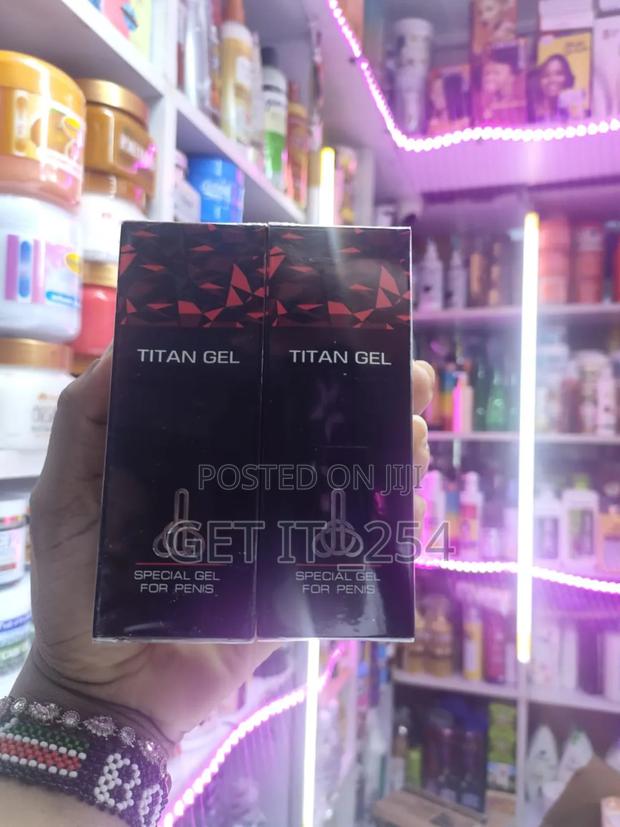 TITAN GEL
TITAN GEL
POSTED ON JIJI
GET IT_254
SPECIAL GEL
FOR PENIS
SPECIAL GEL
FOR PENIS